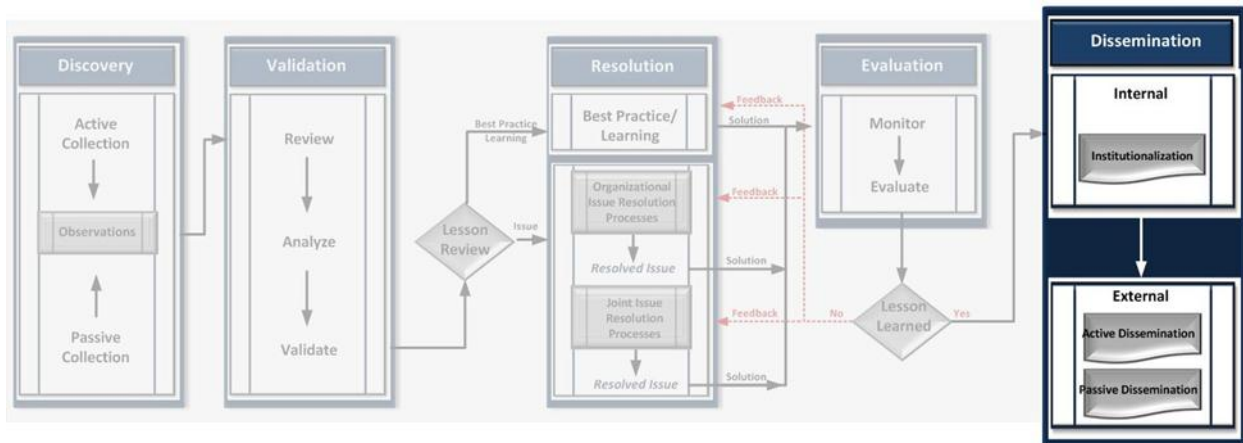 Discovery
Active
Collection
Observations
Passive
Collection
Validation
Review
Analyze
Validate
Best Practice
Learning
Lesson
Review
Issue
Resolution
Best Practice/
Learning
Organizational
Issue Resolution
Processes
Resolved Issue
Joint Issue
Resolution
Processes
Resolved Issue
Feedback
Solution
Feedback
Solution
Feedback
Solution
Evaluation
Monitor
Evaluate
No
Lesson
Learned
Yes
Dissemination
Internal
Institutionalization
External
Active Dissemination
Passive Dissemination